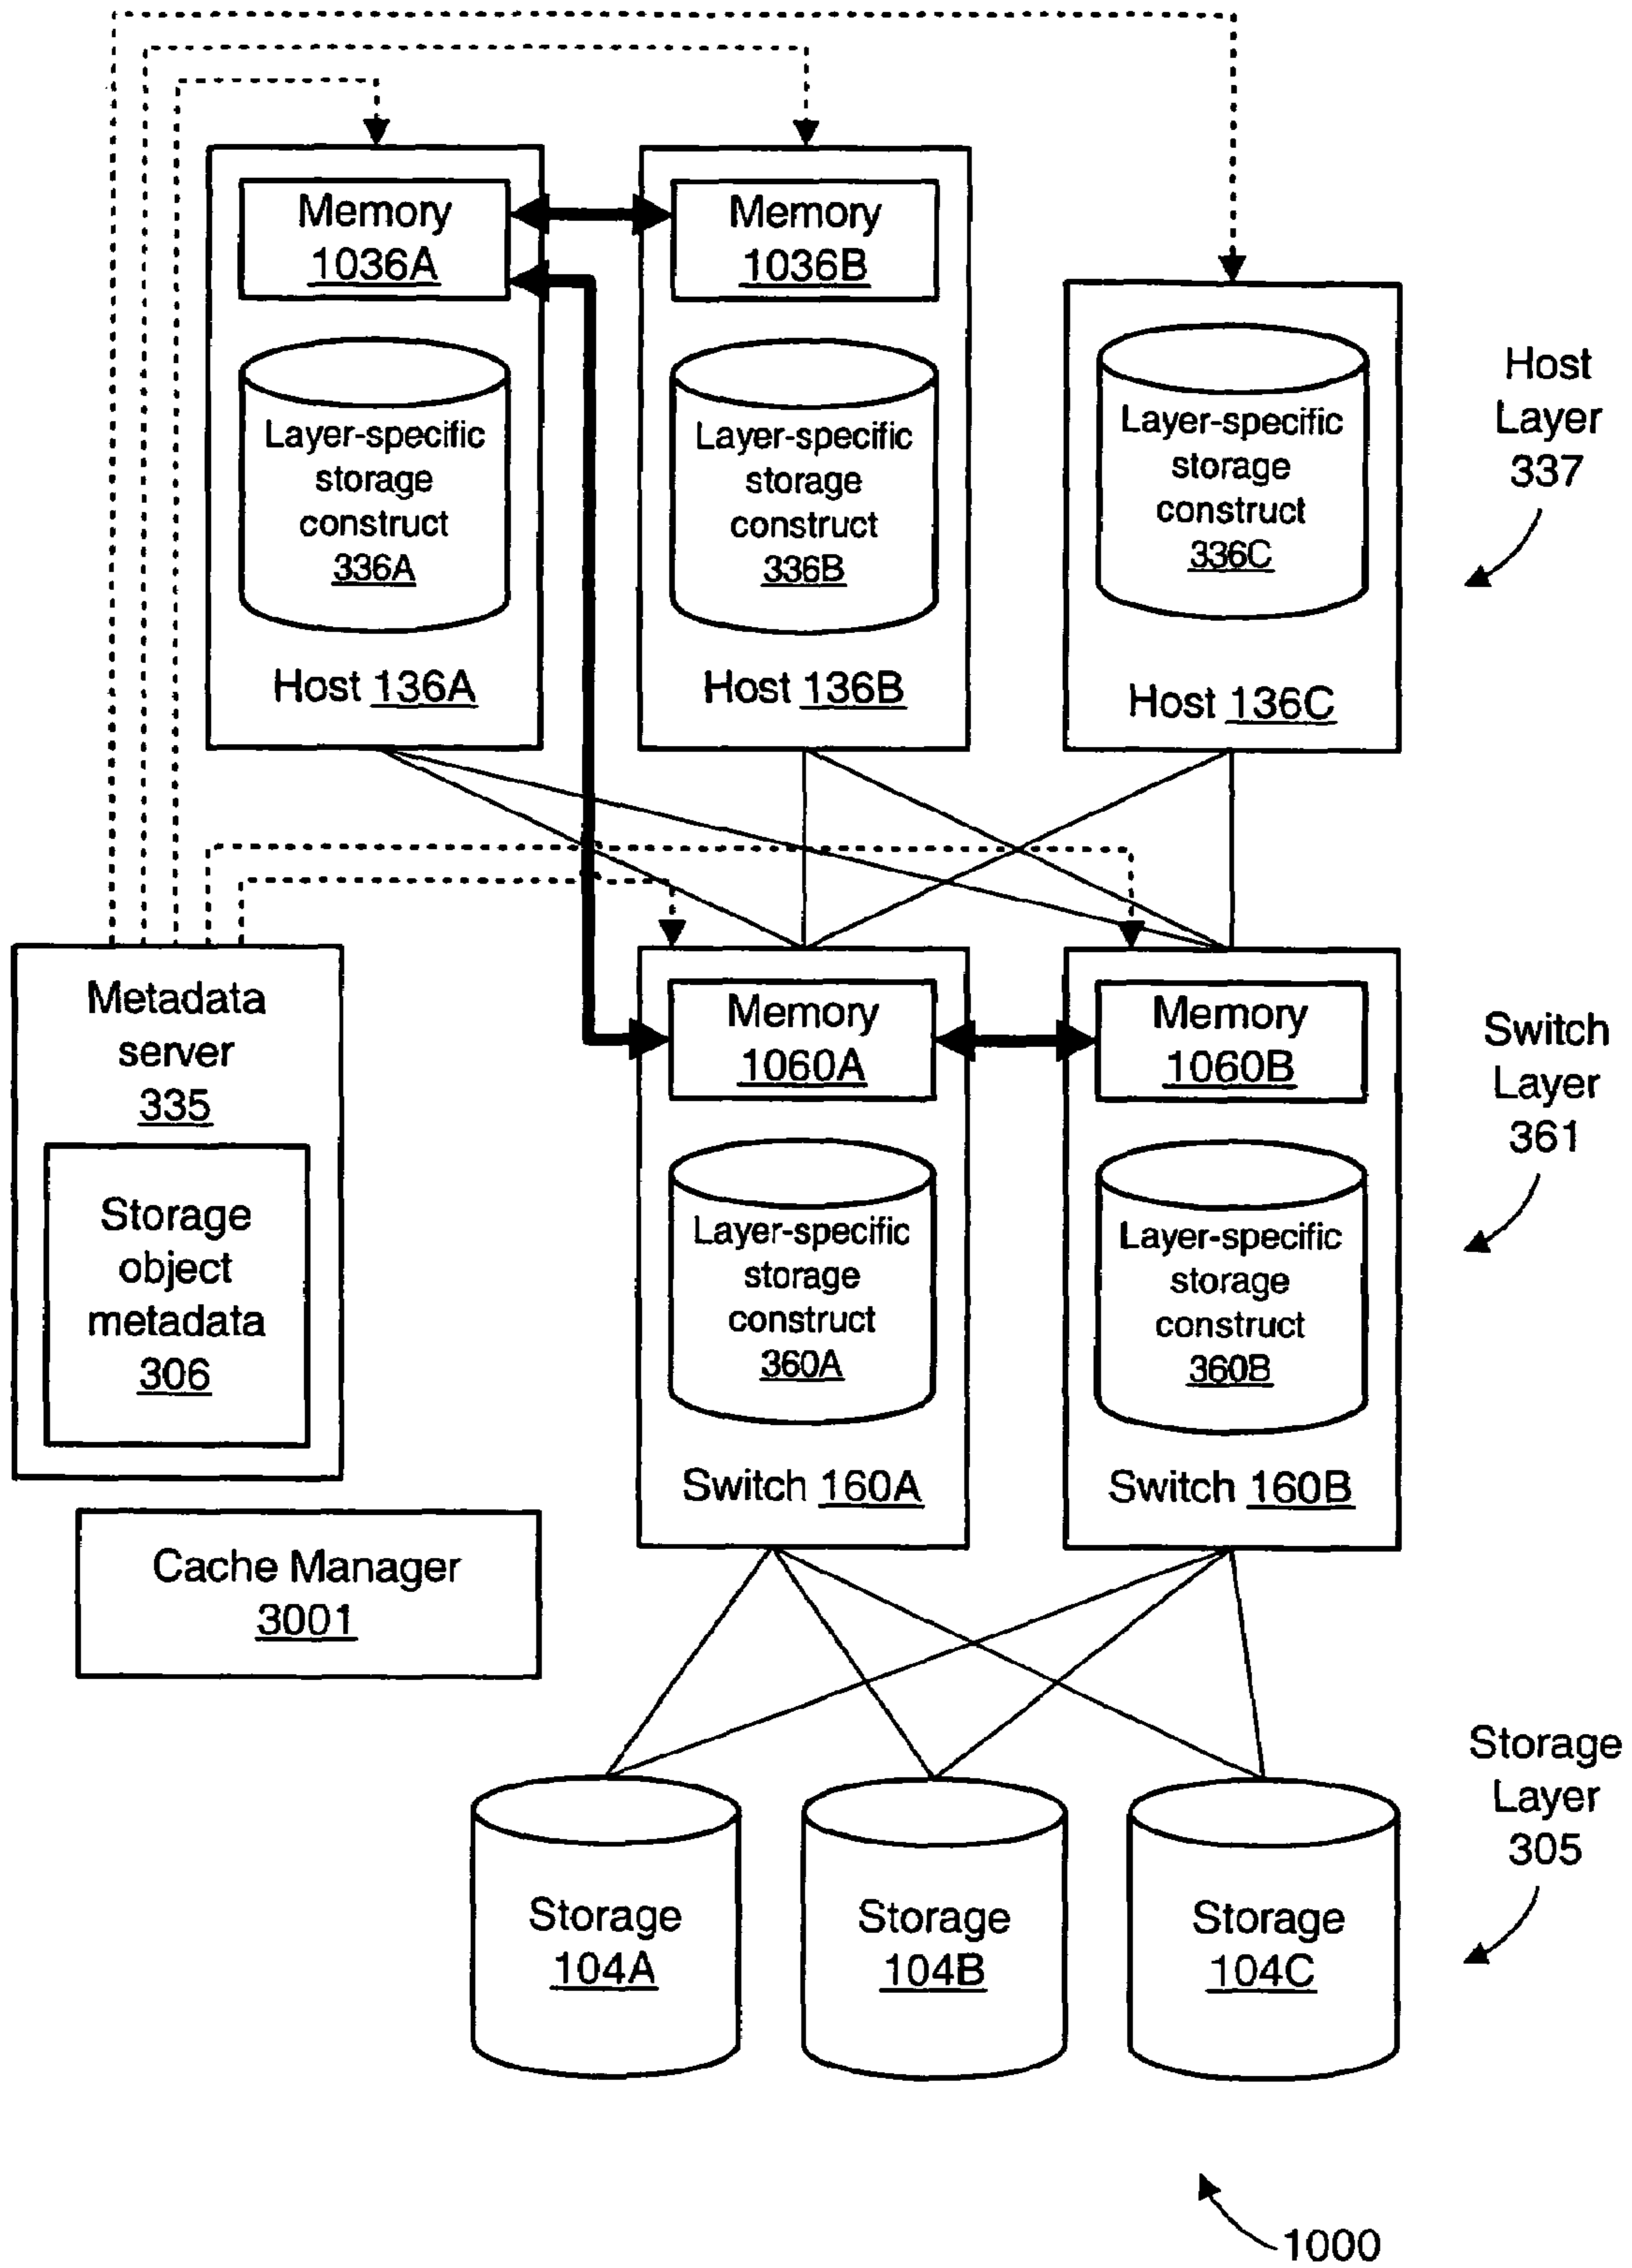 Memory
1036A
Layer-specific
storage
construct
336A
Host 136A
Memory
1036B
Layer-specific
storage
construct
336B
Host 136B
Layer-specific
storage
construct
336C
Host 136C
Host
Layer
337
Metadata
server
335
Storage
object
metadata
306
Cache Manager
3001
Memory
1060A
Layer-specific
storage
construct
360A
Switch 160A
Memory
1060B
Layer-specific
storage
construct
360B
Switch 160B
Switch
Layer
361
Storage
104A
Storage
104B
Storage
104C
Storage
Layer
305
1000